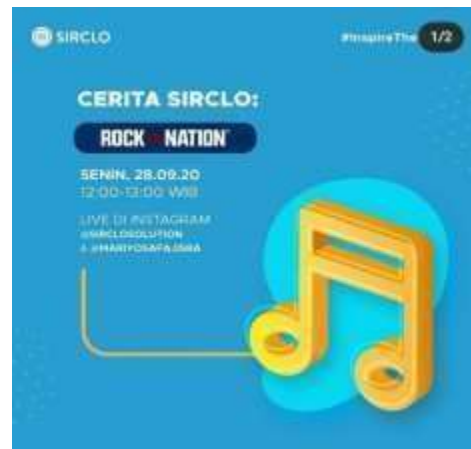 SIRCLO
#InspireThe 1/2
CERITA SIRCLO:
ROCK NATION
SENIN, 28.09.20
12:00-13:00 WIB
LIVE DI INSTAGRAM
@SIRCLOSOLUTION